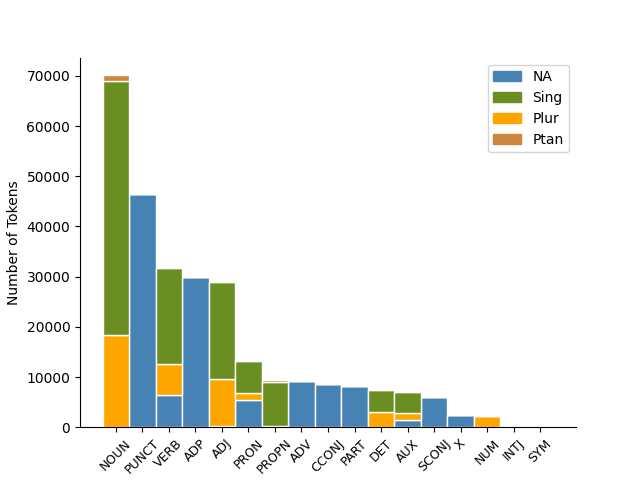 NA
Sing
Plur
Ptan
Number of Tokens
70000
60000
50000
40000
30000
20000
10000
0
NOUN
PUNCT
VERB
ADP
ADJ
PRON
PROPN
ADV
CCONJ
PART
DET
AUX
SCONJ
X
NUM
INTJ
SYM